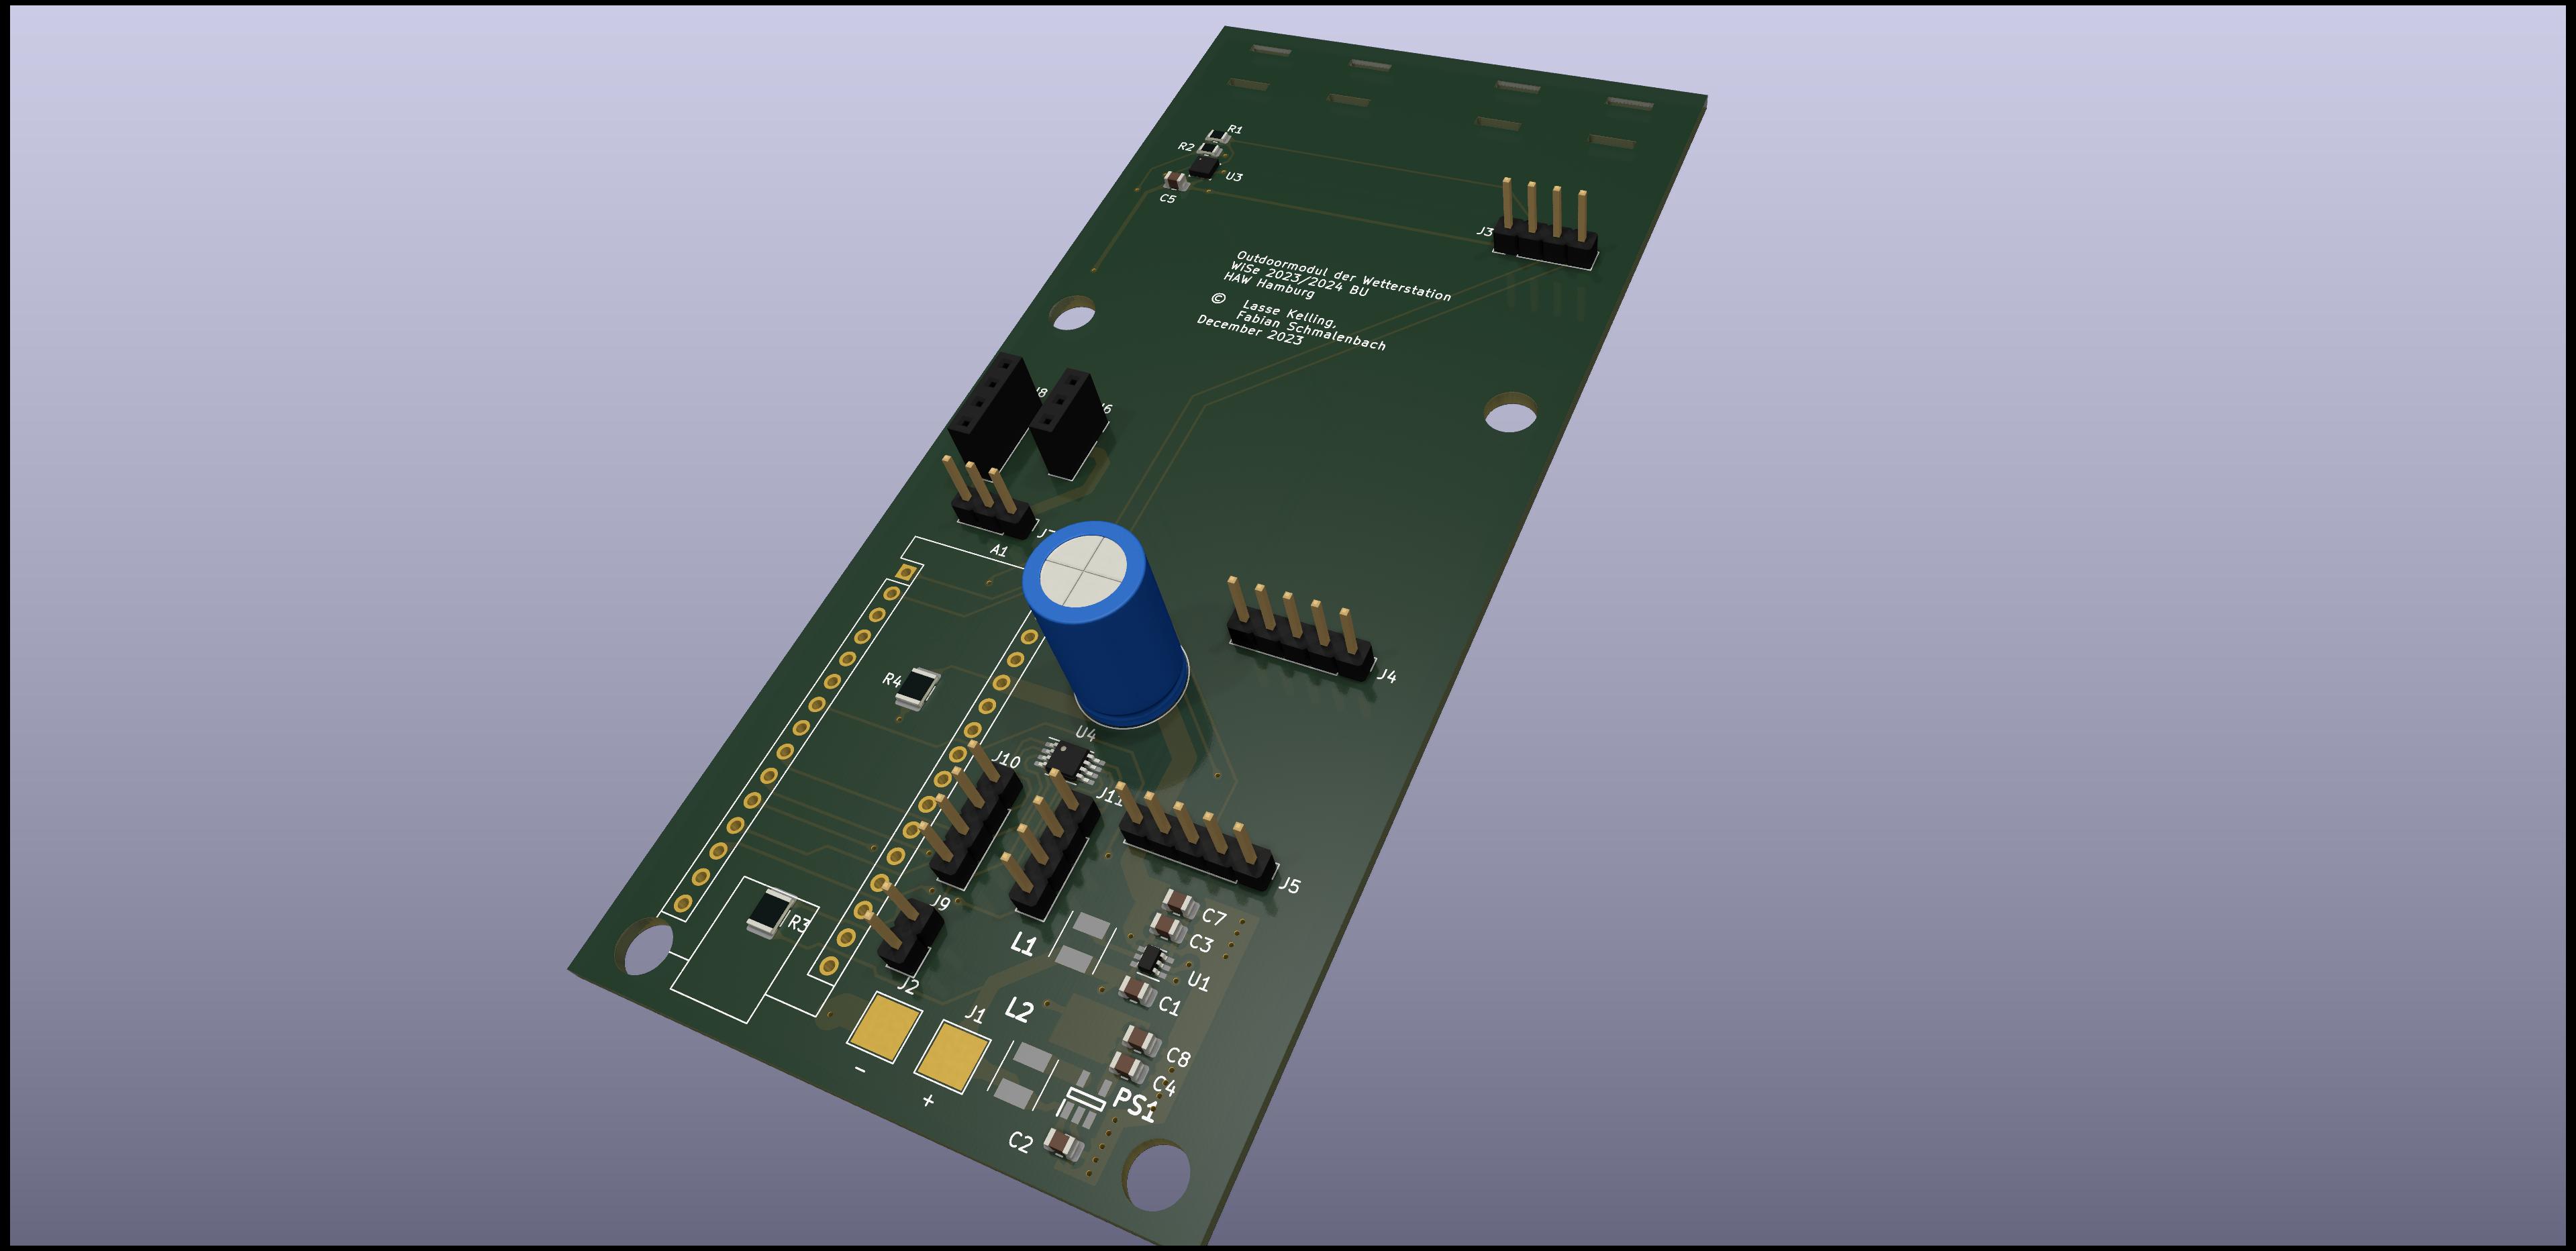 R1
R2
U3
C5
J3
Outdoormodul der Wetterstation
WiSe 2023/2024 BU
HAW Hamburg
© Lasse Kelling,
Fabian Schmalenbach
December 2023
J4
A1
R4
U4
J10
J11
J5
J9
R3
C7
C3
L1
U1
C1
J2
J1
L2
C8
C4
PS1
C2
-
+